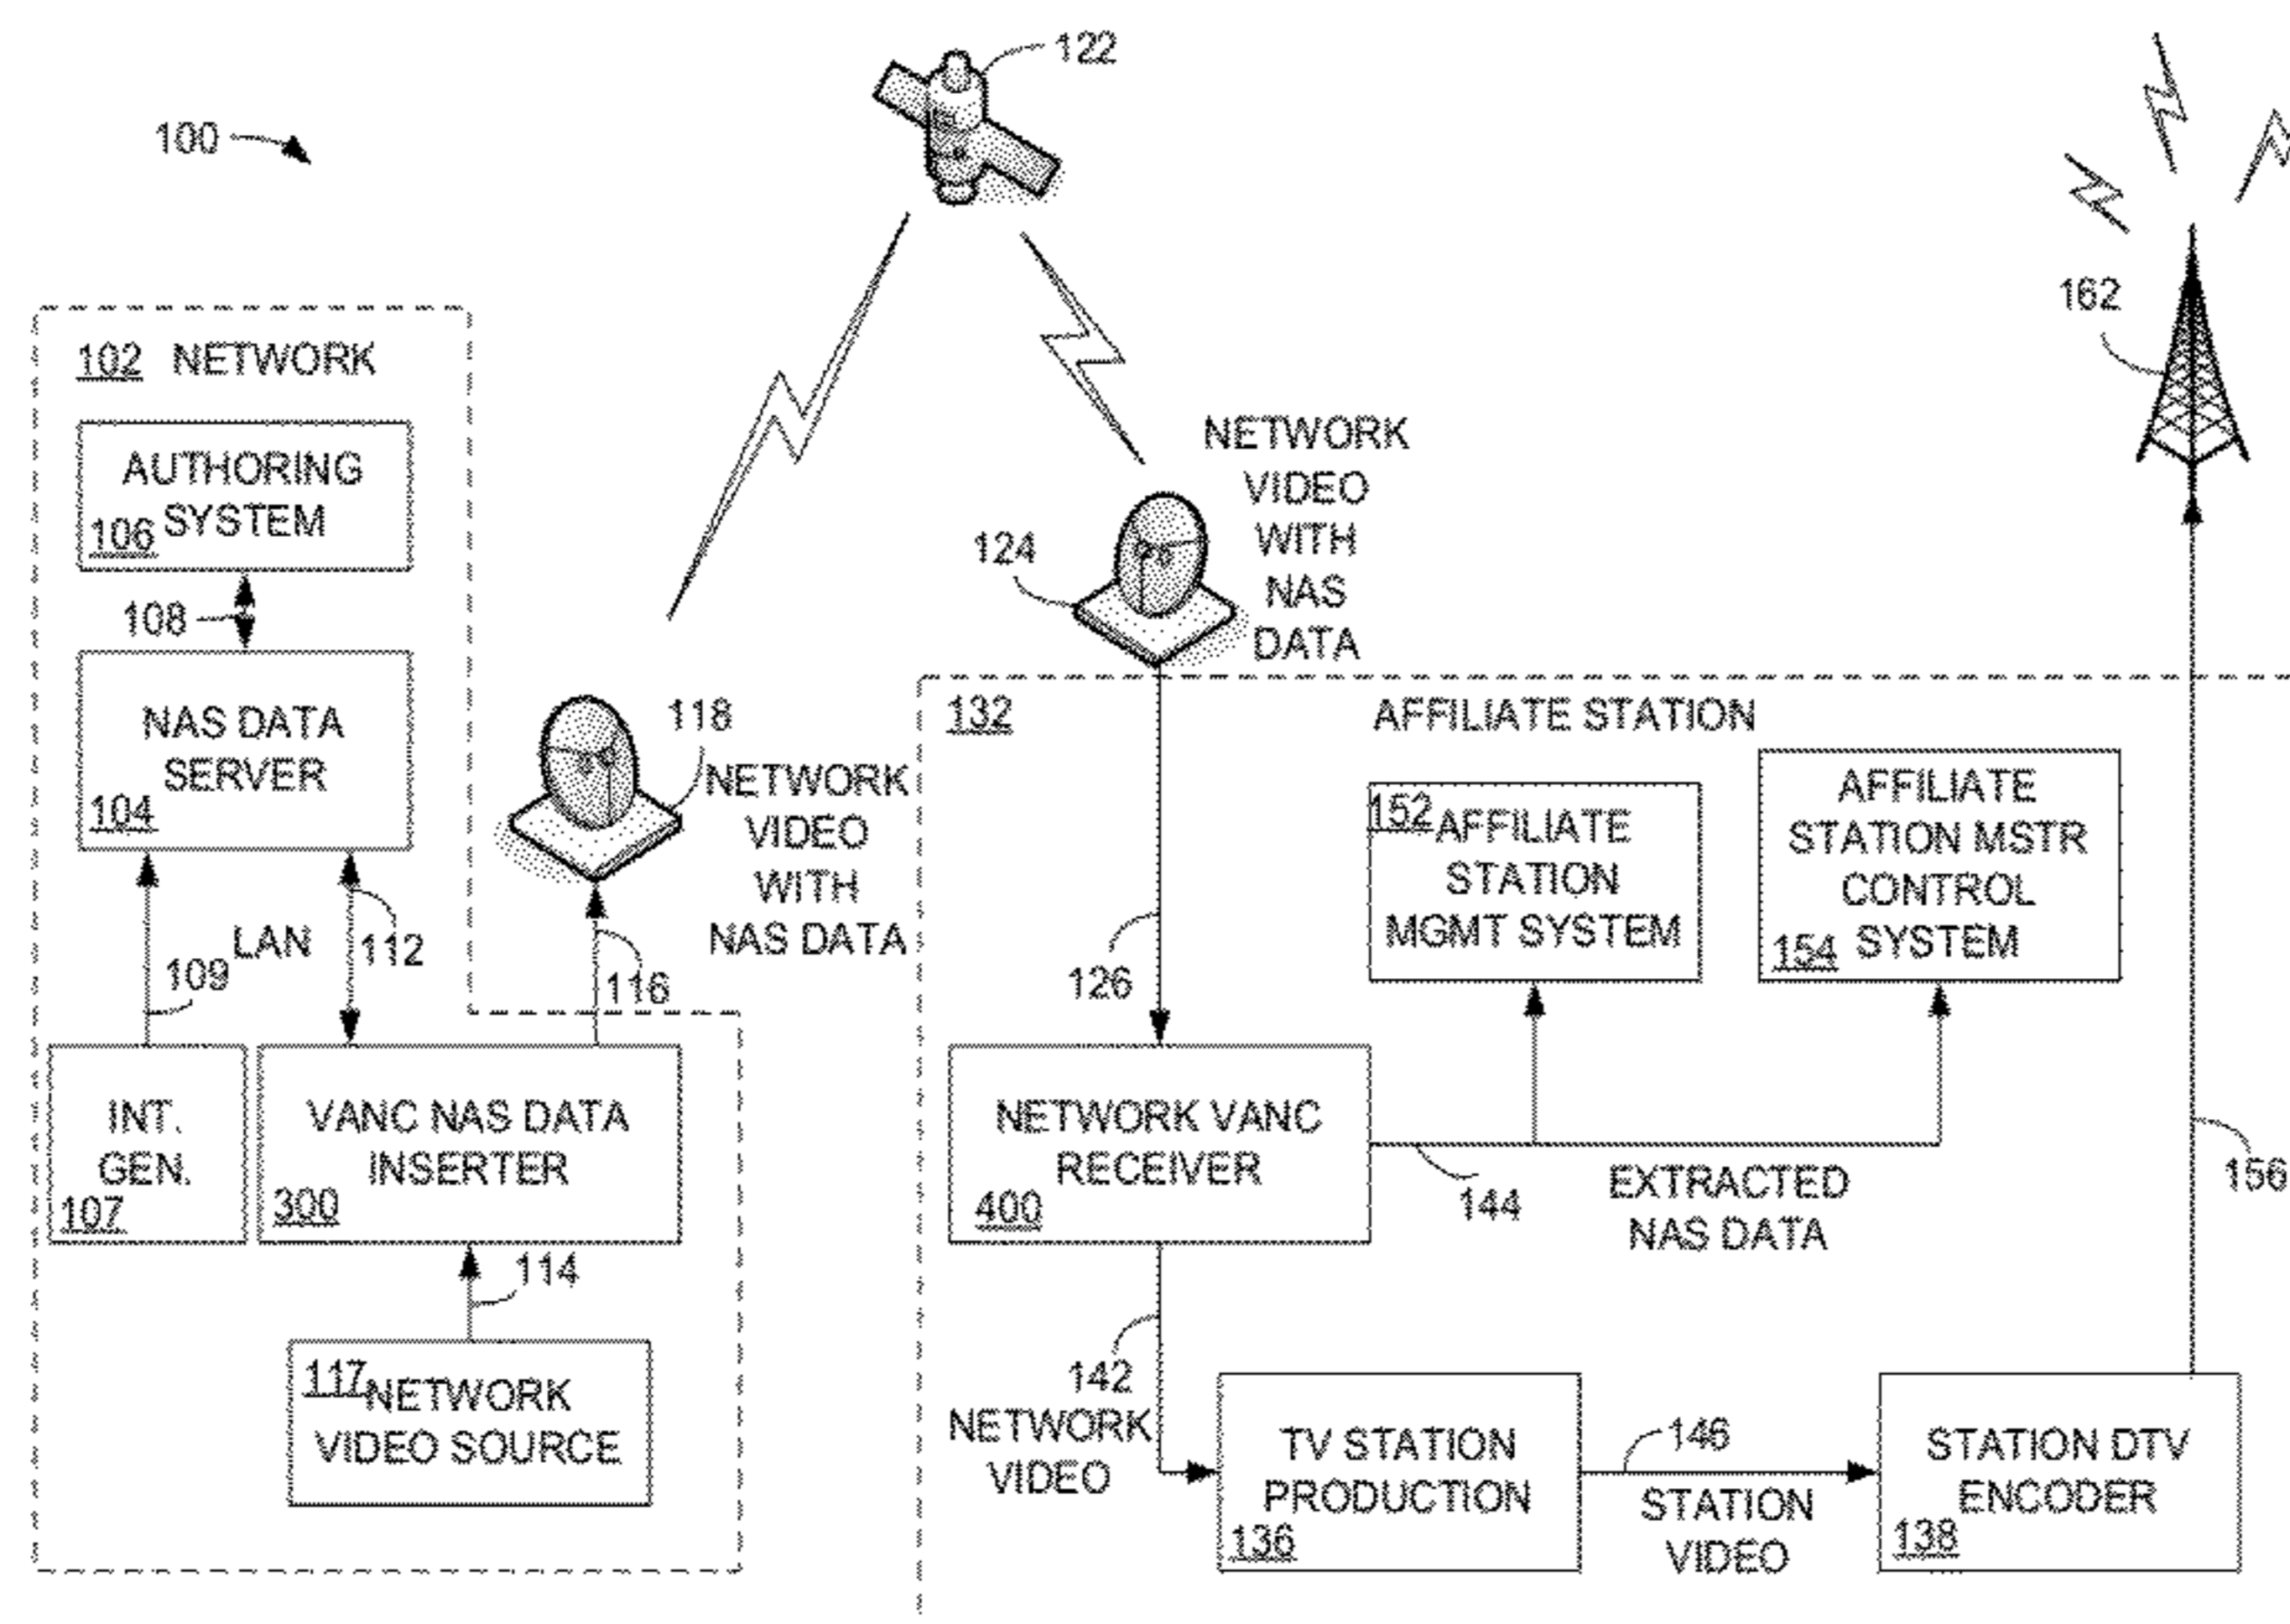 100
122
162
102 NETWORK
AUTHORING
SYSTEM
106
108
NAS DATA
SERVER
104
LAN
109
112
INT.
GEN.
107
VANC NAS DATA
INSERTER
300
114
117
NETWORK
VIDEO SOURCE
116
118
NETWORK
VIDEO
WITH
NAS DATA
124
NETWORK
VIDEO
WITH
NAS
DATA
132
AFFILIATE STATION
126
152
AFFILIATE
STATION
MGMT SYSTEM
AFFILIATE
STATION MSTR
CONTROL
SYSTEM
154
NETWORK VANC
RECEIVER
400
144
EXTRACTED
NAS DATA
156
142
NETWORK
VIDEO
TV STATION
PRODUCTION
136
146
STATION
VIDEO
STATION DTV
ENCODER
138